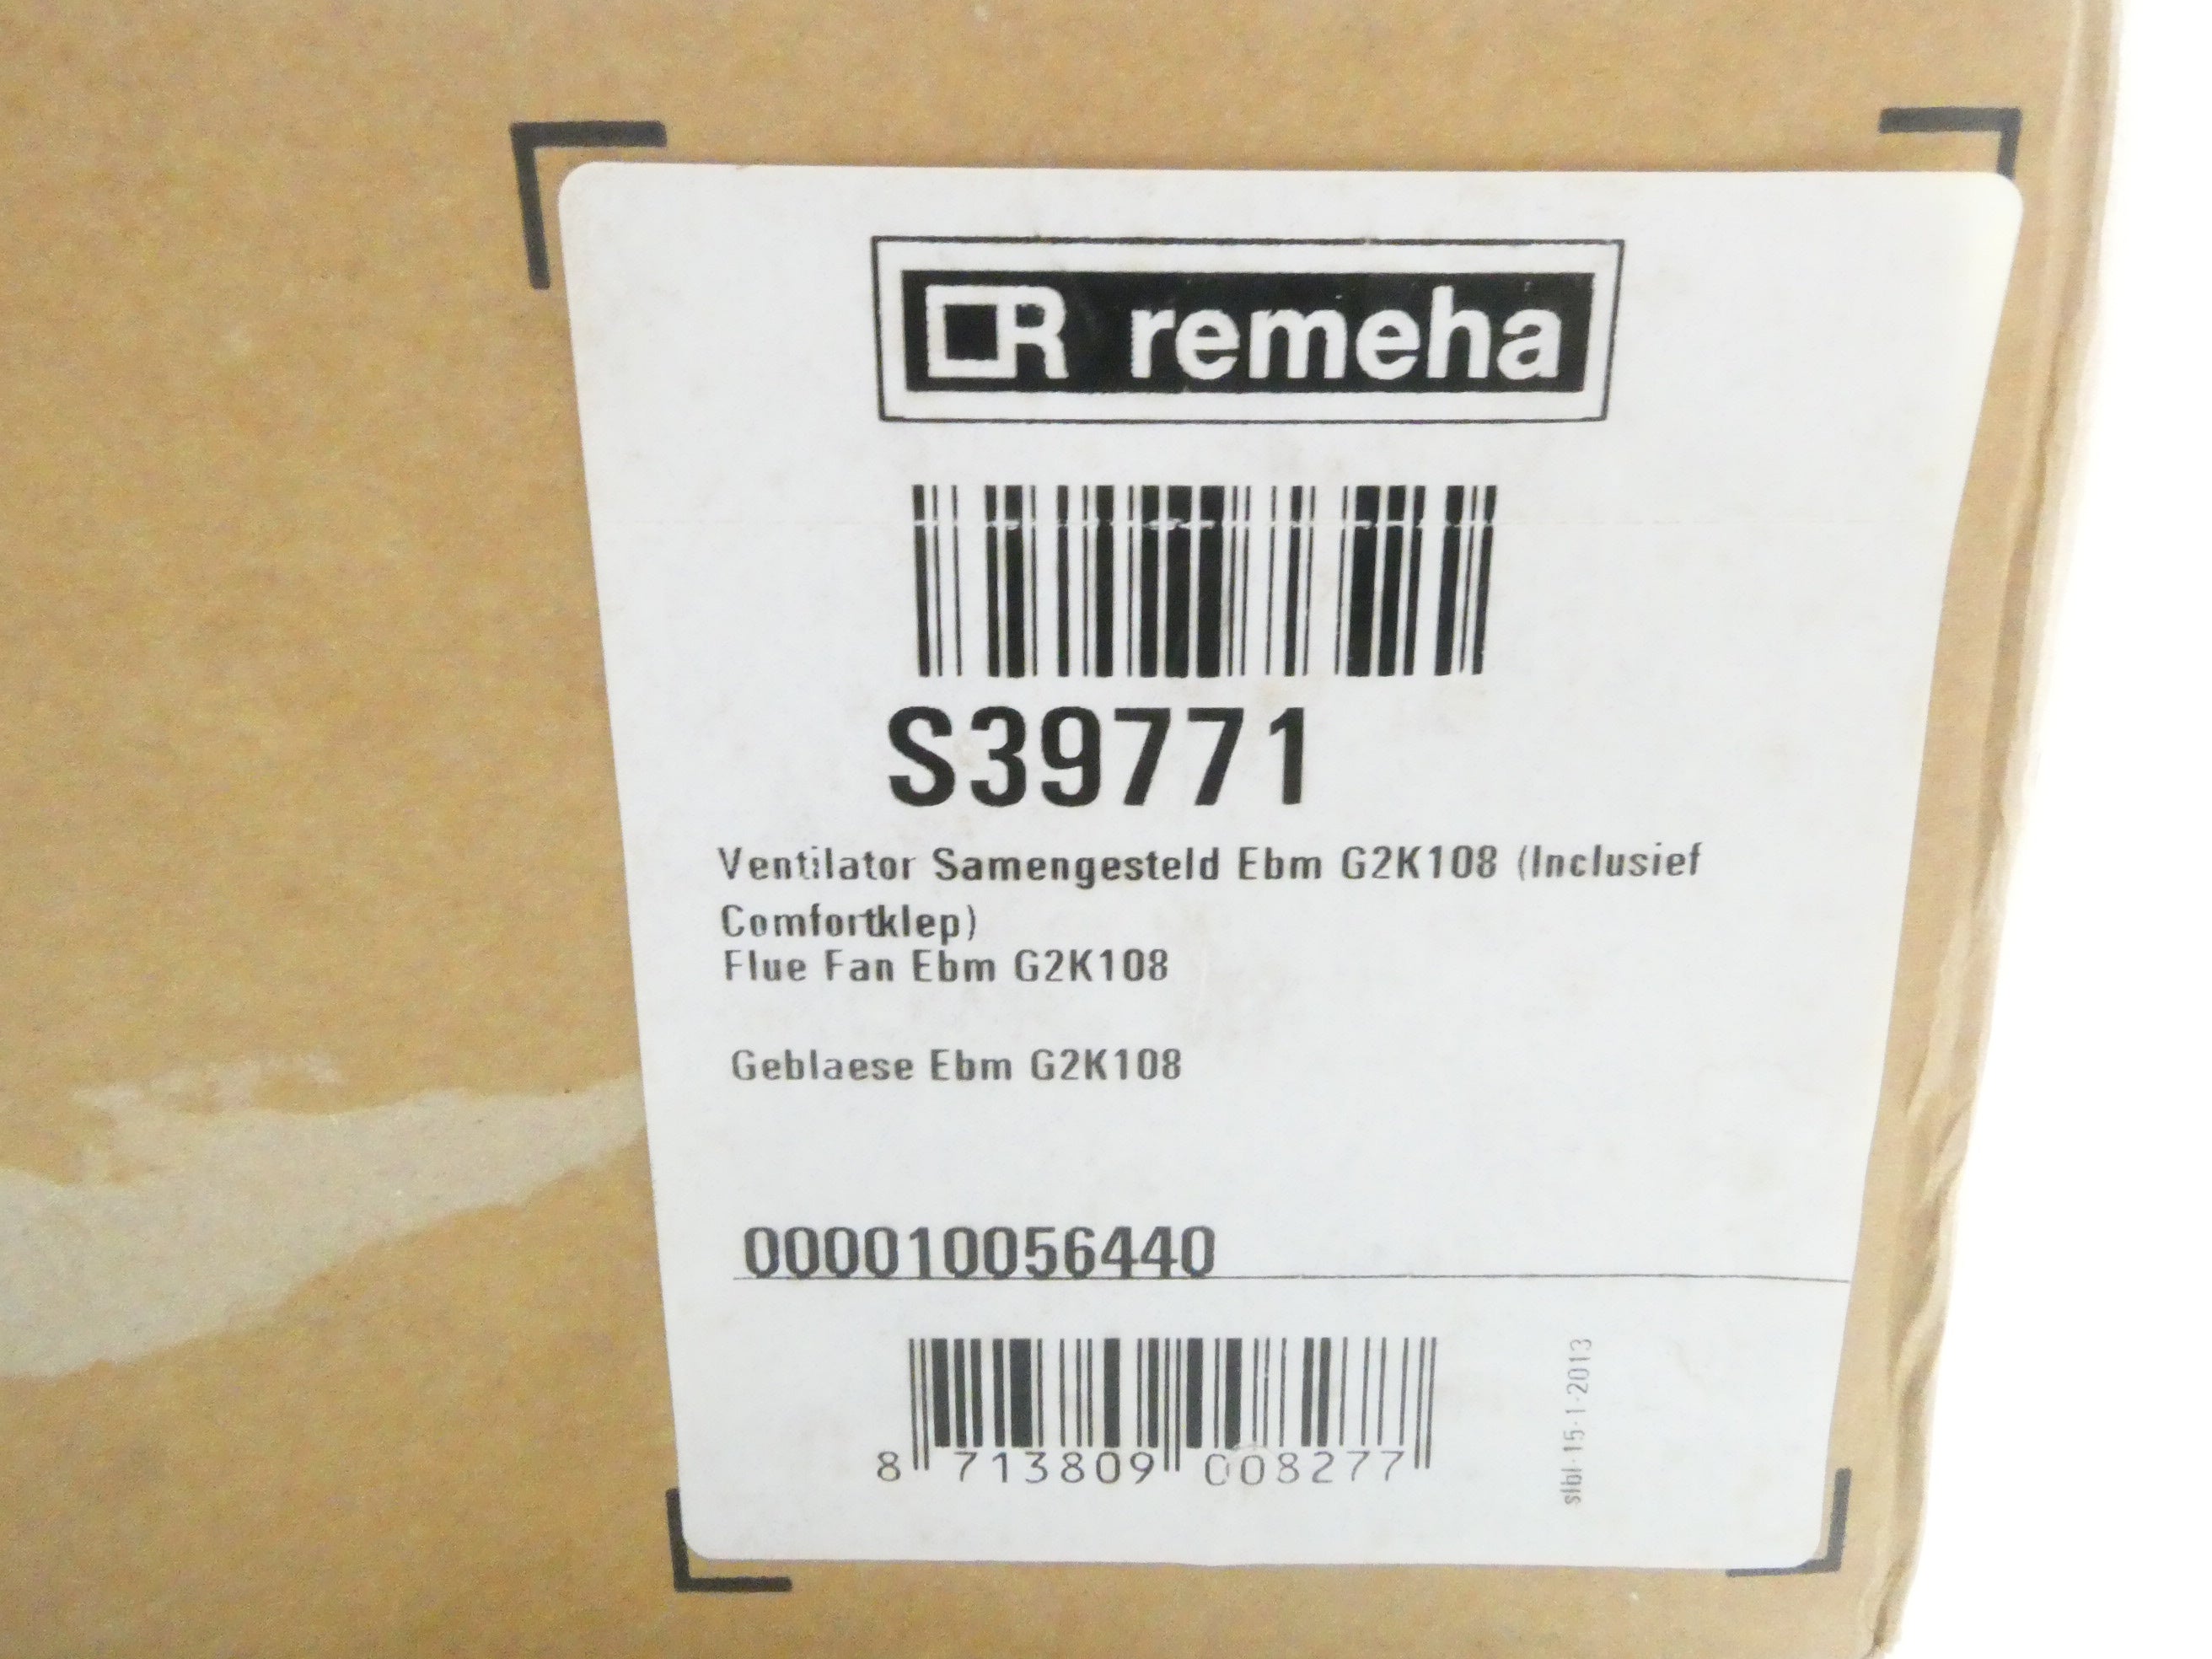 R remeha
S39771
Ventilator Samengesteld Ebm G2K108 (Inclusief
Comfortklep)
Flue Fan Ebm G2K108
Geblaese Ebm G2K108
000010056440
8 713809 008277
slbl-15-1-2013